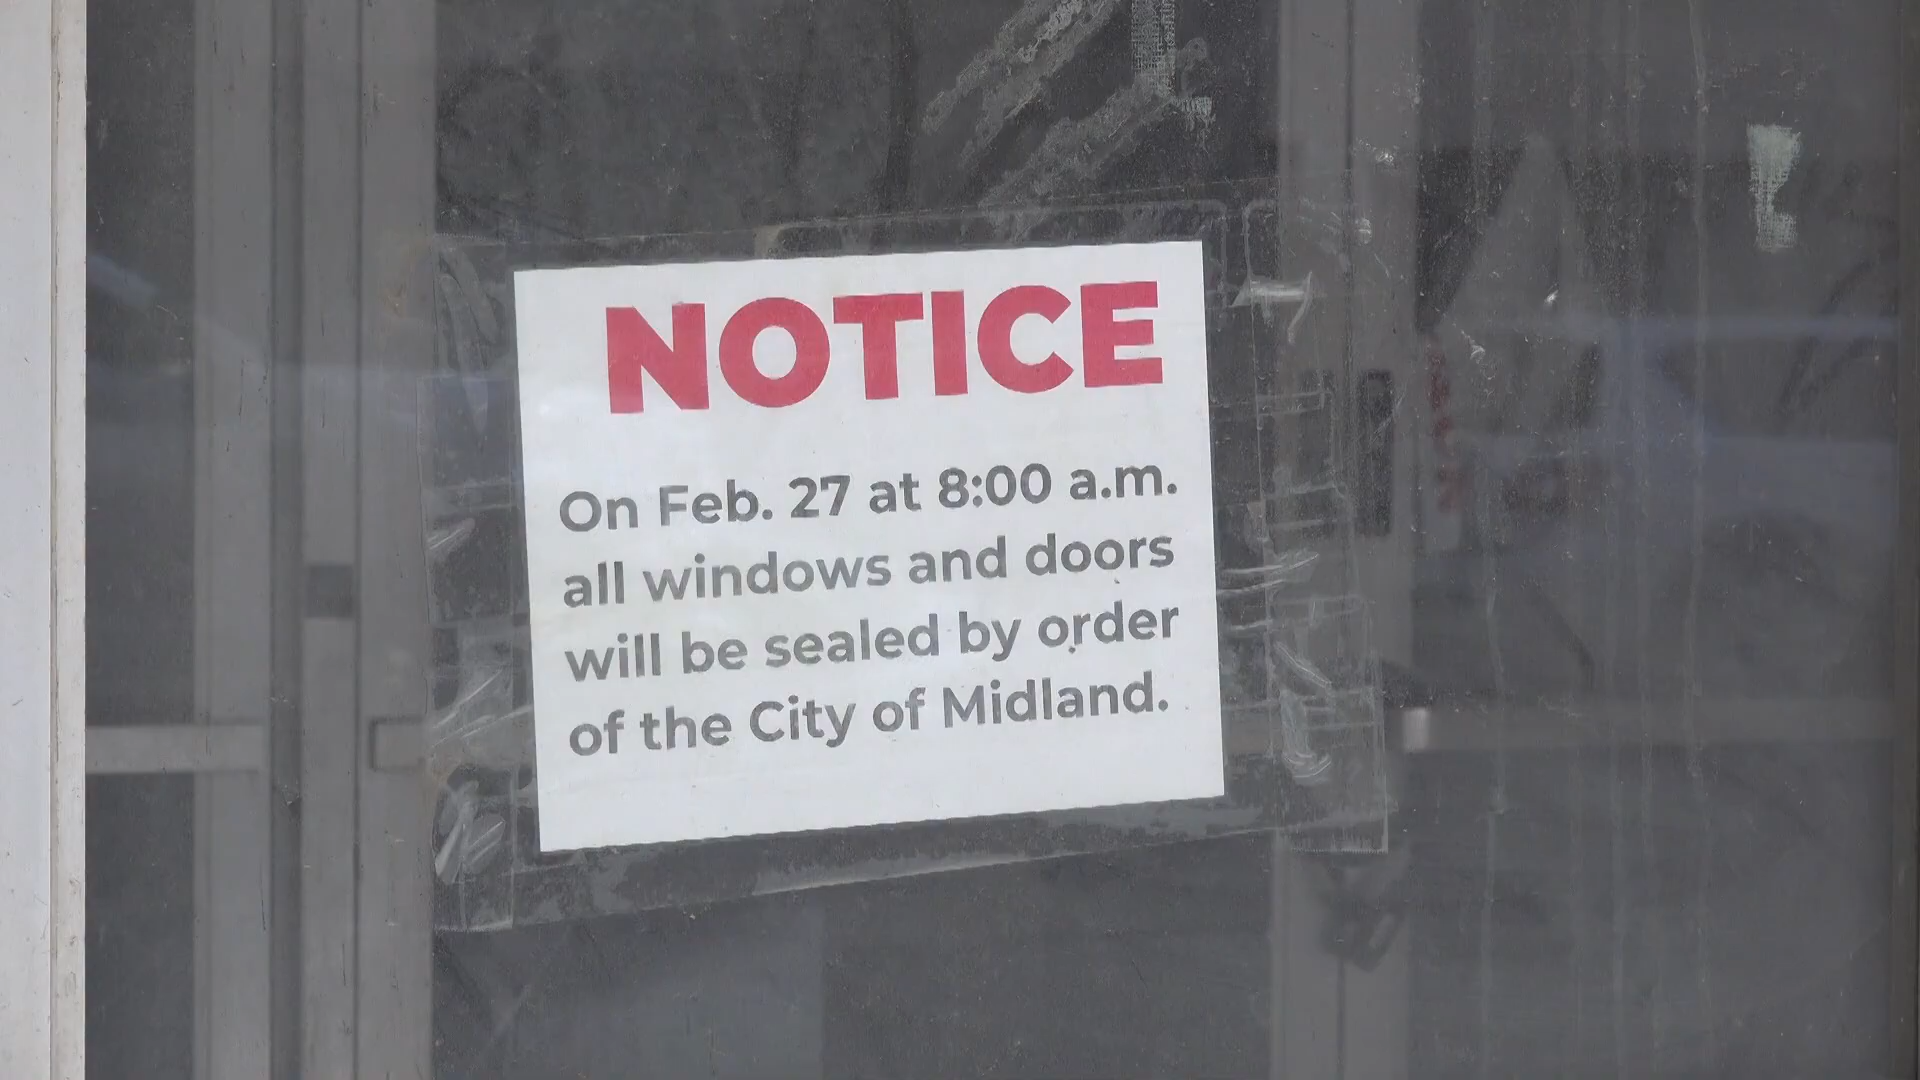 NOTICE
On Feb. 27 at 8:00 a.m.
all windows and doors
will be sealed by order
of the City of Midland.